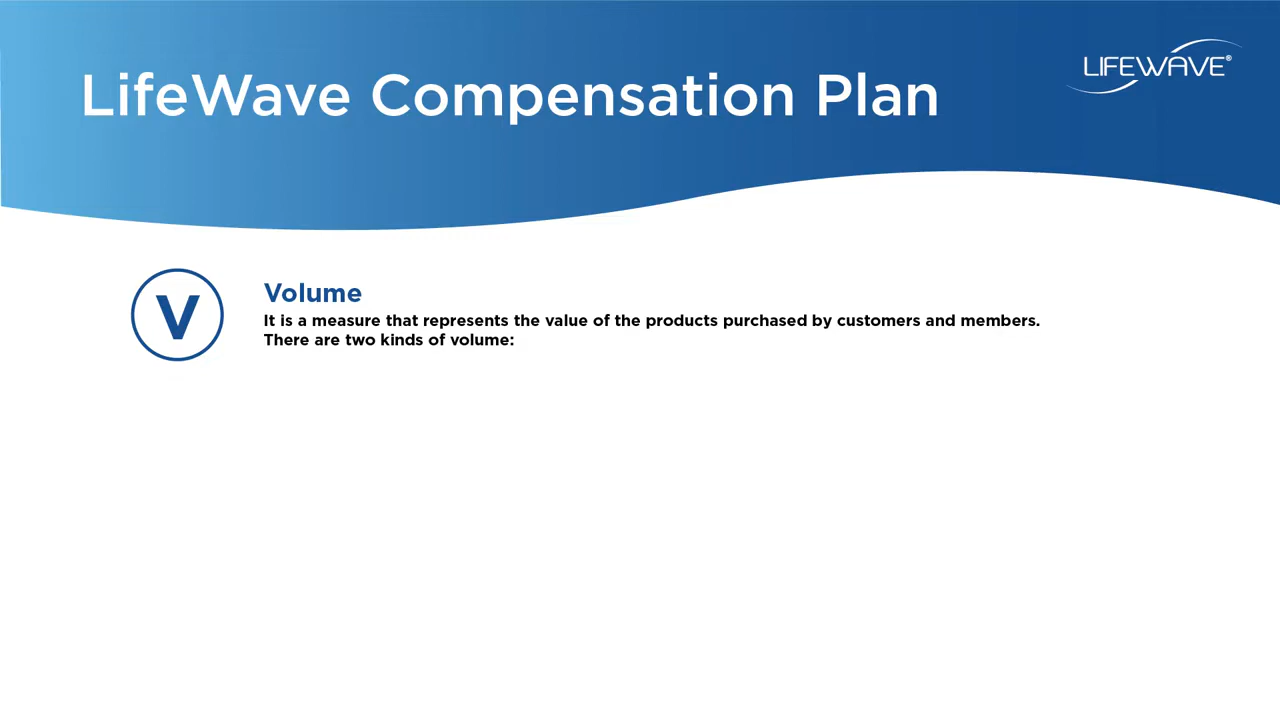 LifeWave Compensation Plan
LIFEWAVE®
V
Volume
It is a measure that represents the value of the products purchased by customers and members.
There are two kinds of volume: